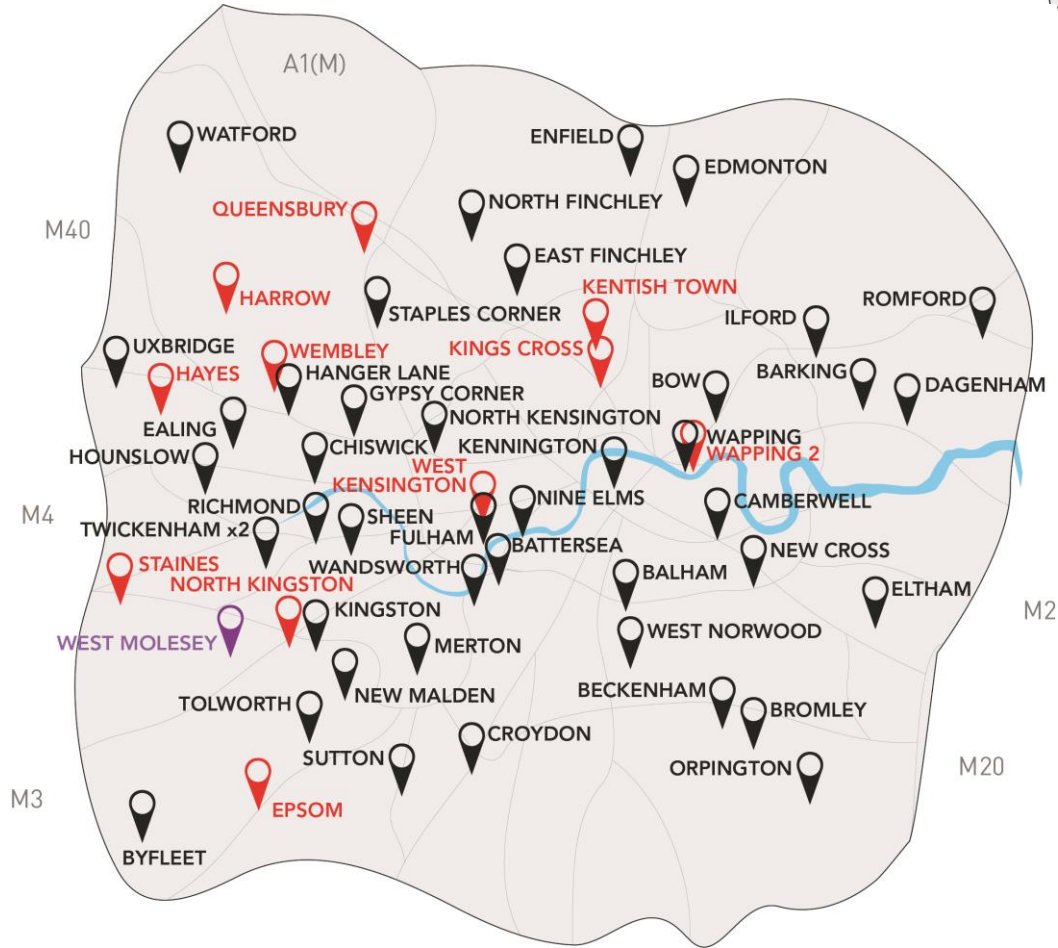 A1(M)
WATFORD
ENFIELD
EDMONTON
QUEENSBURY
NORTH FINCHLEY
M40
EAST FINCHLEY
HARROW
KENTISH TOWN
STAPLES CORNER
ILFORD
ROMFORD
UXBRIDGE
WEMBLEY
KINGS CROSS
HAYES
HANGER LANE
BOW
BARKING
DAGENHAM
GYPSY CORNER
EALING
NORTH KENSINGTON
HOUNSLOW
CHISWICK
KENNINGTON
WAPPING
WAPPING 2
WEST
KENSINGTON
M4
RICHMOND
NINE ELMS
CAMBERWELL
TWICKENHAM x2
SHEEN
FULHAM
BATTERSEA
NEW CROSS
STAINES
WANDSWORTH
BALHAM
NORTH KINGSTON
ELTHAM
KINGSTON
M2
WEST MOLESEY
MERTON
WEST NORWOOD
NEW MALDEN
BECKENHAM
TOLWORTH
BROMLEY
CROYDON
SUTTON
ORPINGTON
M20
M3
EPSOM
BYFLEET